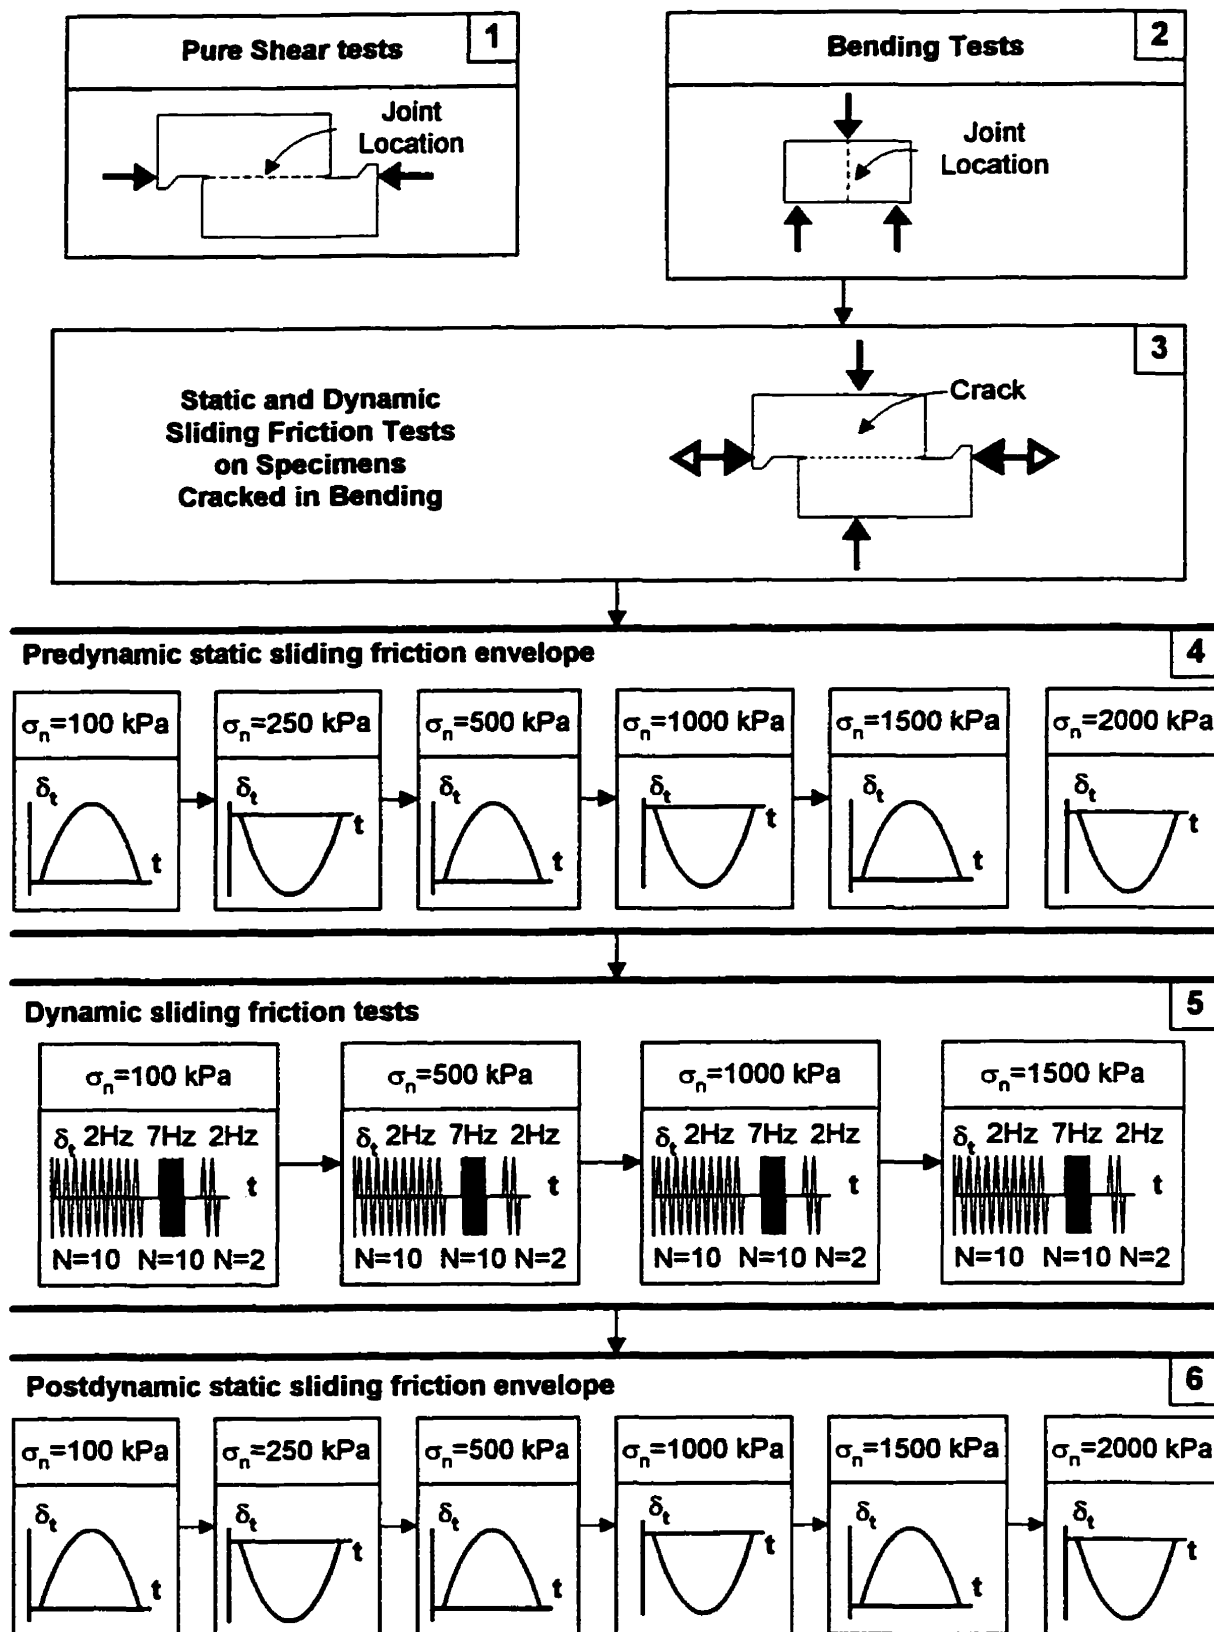 Pure Shear tests
1
Joint
Location
Bending Tests
2
Joint
Location
3
Static and Dynamic
Sliding Friction Tests
on Specimens
Cracked in Bending
Crack
Predynamic static sliding friction envelope
4
σn=100 kPa
σn=250 kPa
σn=500 kPa
σn=1000 kPa
σn=1500 kPa
σn=2000 kPa
δt
t
δt
t
δt
t
δt
t
δt
t
δt
t
Dynamic sliding friction tests
5
σn=100 kPa
σn=500 kPa
σn=1000 kPa
σn=1500 kPa
δt 2Hz 7Hz 2Hz
t
N=10 N=10 N=2
δt 2Hz 7Hz 2Hz
t
N=10 N=10 N=2
δt 2Hz 7Hz 2Hz
t
N=10 N=10 N=2
δt 2Hz 7Hz 2Hz
t
N=10 N=10 N=2
Postdynamic static sliding friction envelope
6
σn=100 kPa
σn=250 kPa
σn=500 kPa
σn=1000 kPa
σn=1500 kPa
σn=2000 kPa
δt
t
δt
t
δt
t
δt
t
δt
t
δt
t